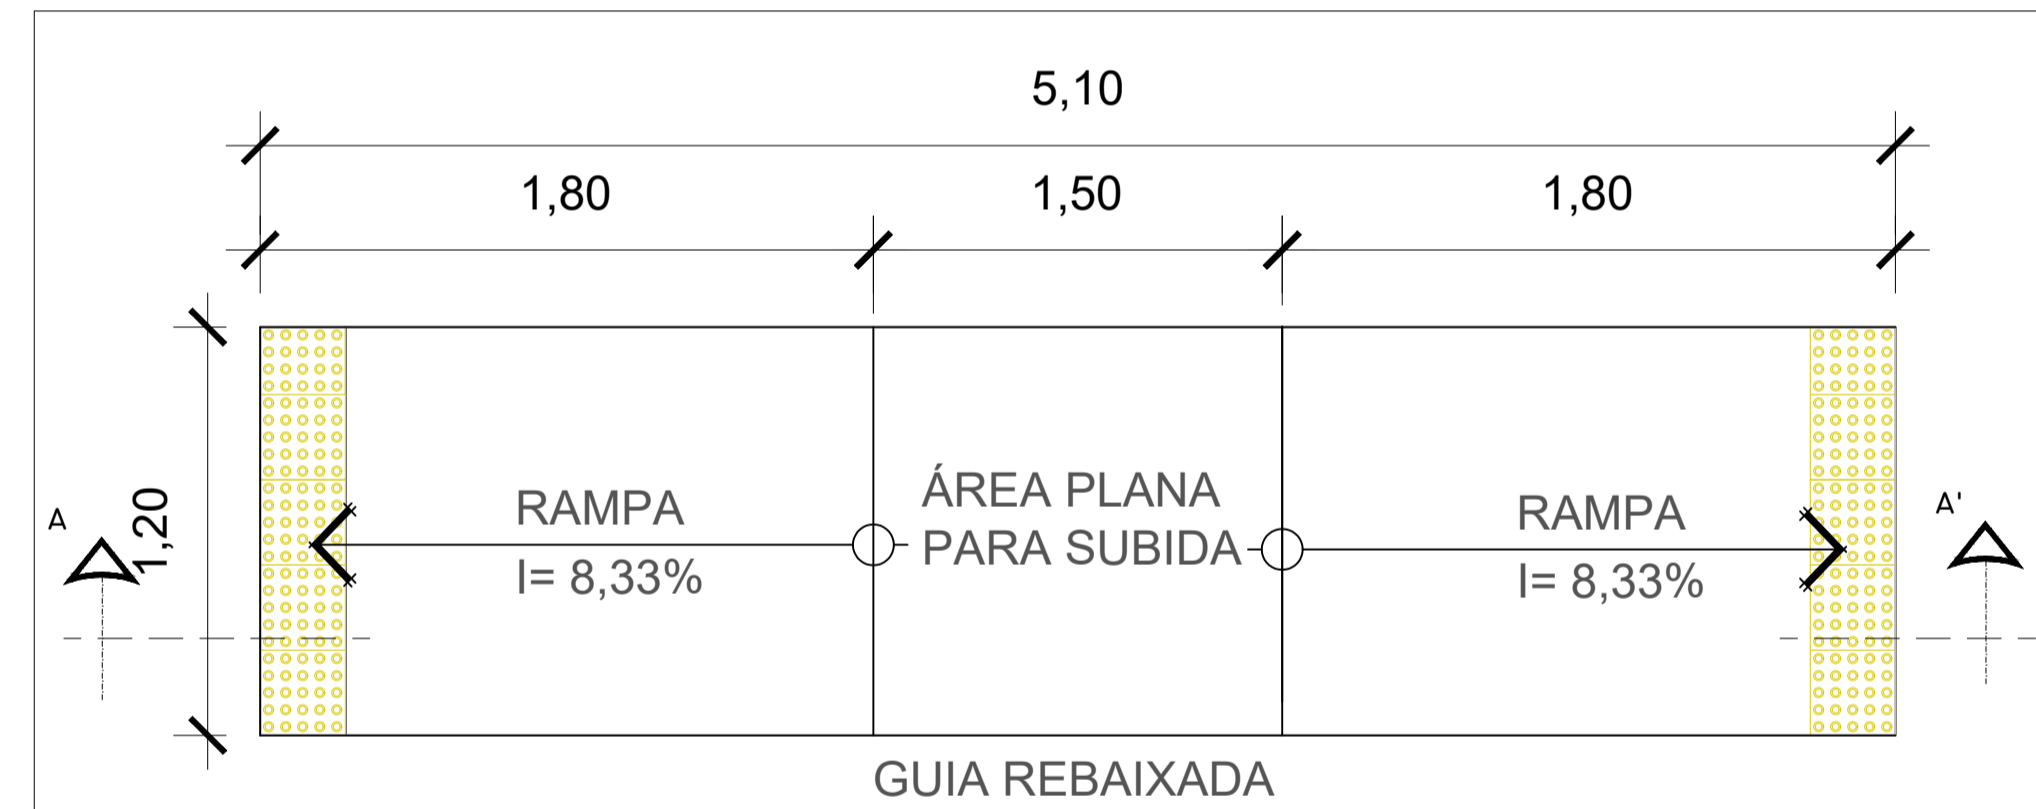 5,10
1,80
1,50
1,80
1,20
A
A'
RAMPA
I= 8,33%
ÁREA PLANA
PARA SUBIDA
RAMPA
I= 8,33%
GUIA REBAIXADA